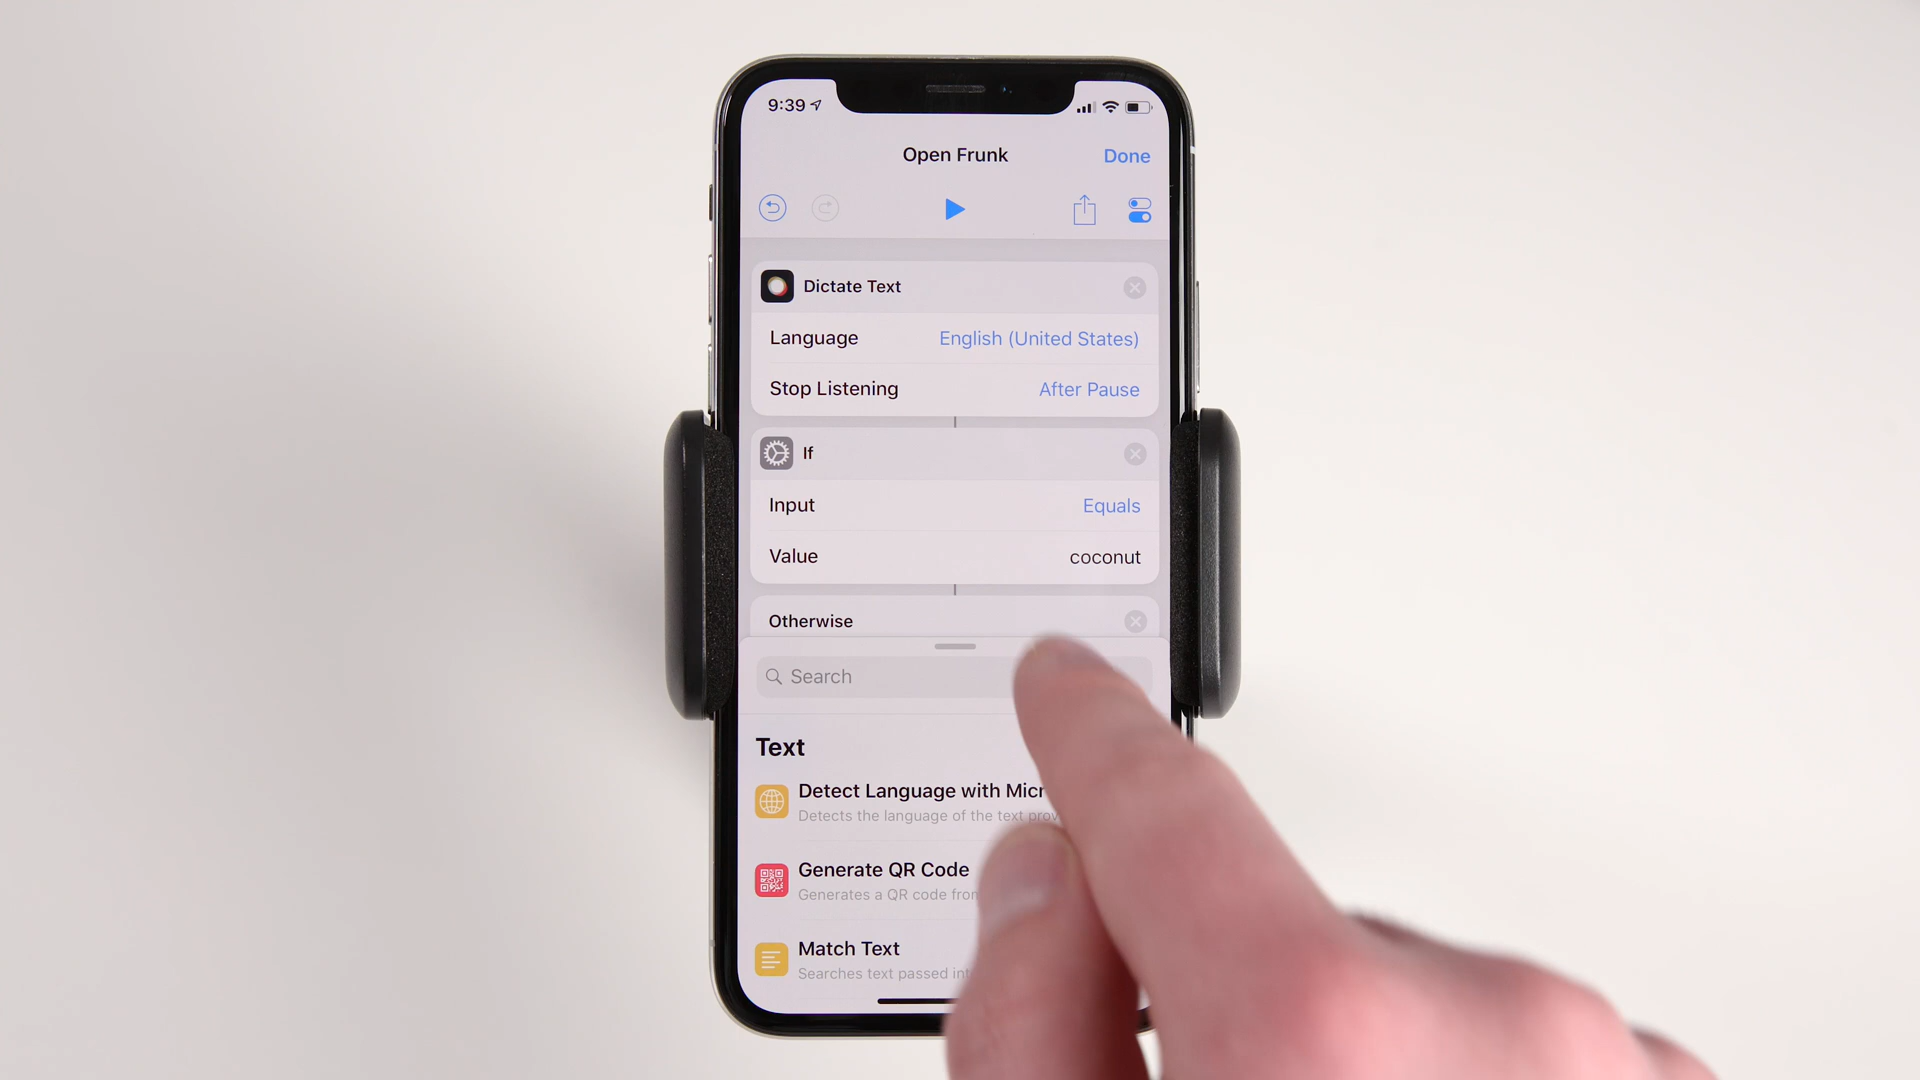 9:39
Open Frunk
Done
Dictate Text
Language English (United States)
Stop Listening After Pause
If
Input Equals
Value coconut
Otherwise
Search
Text
Detect Language with Micr
Detects the language of the text prov
Generate QR Code
Generates a QR code from
Match Text
Searches text passed int